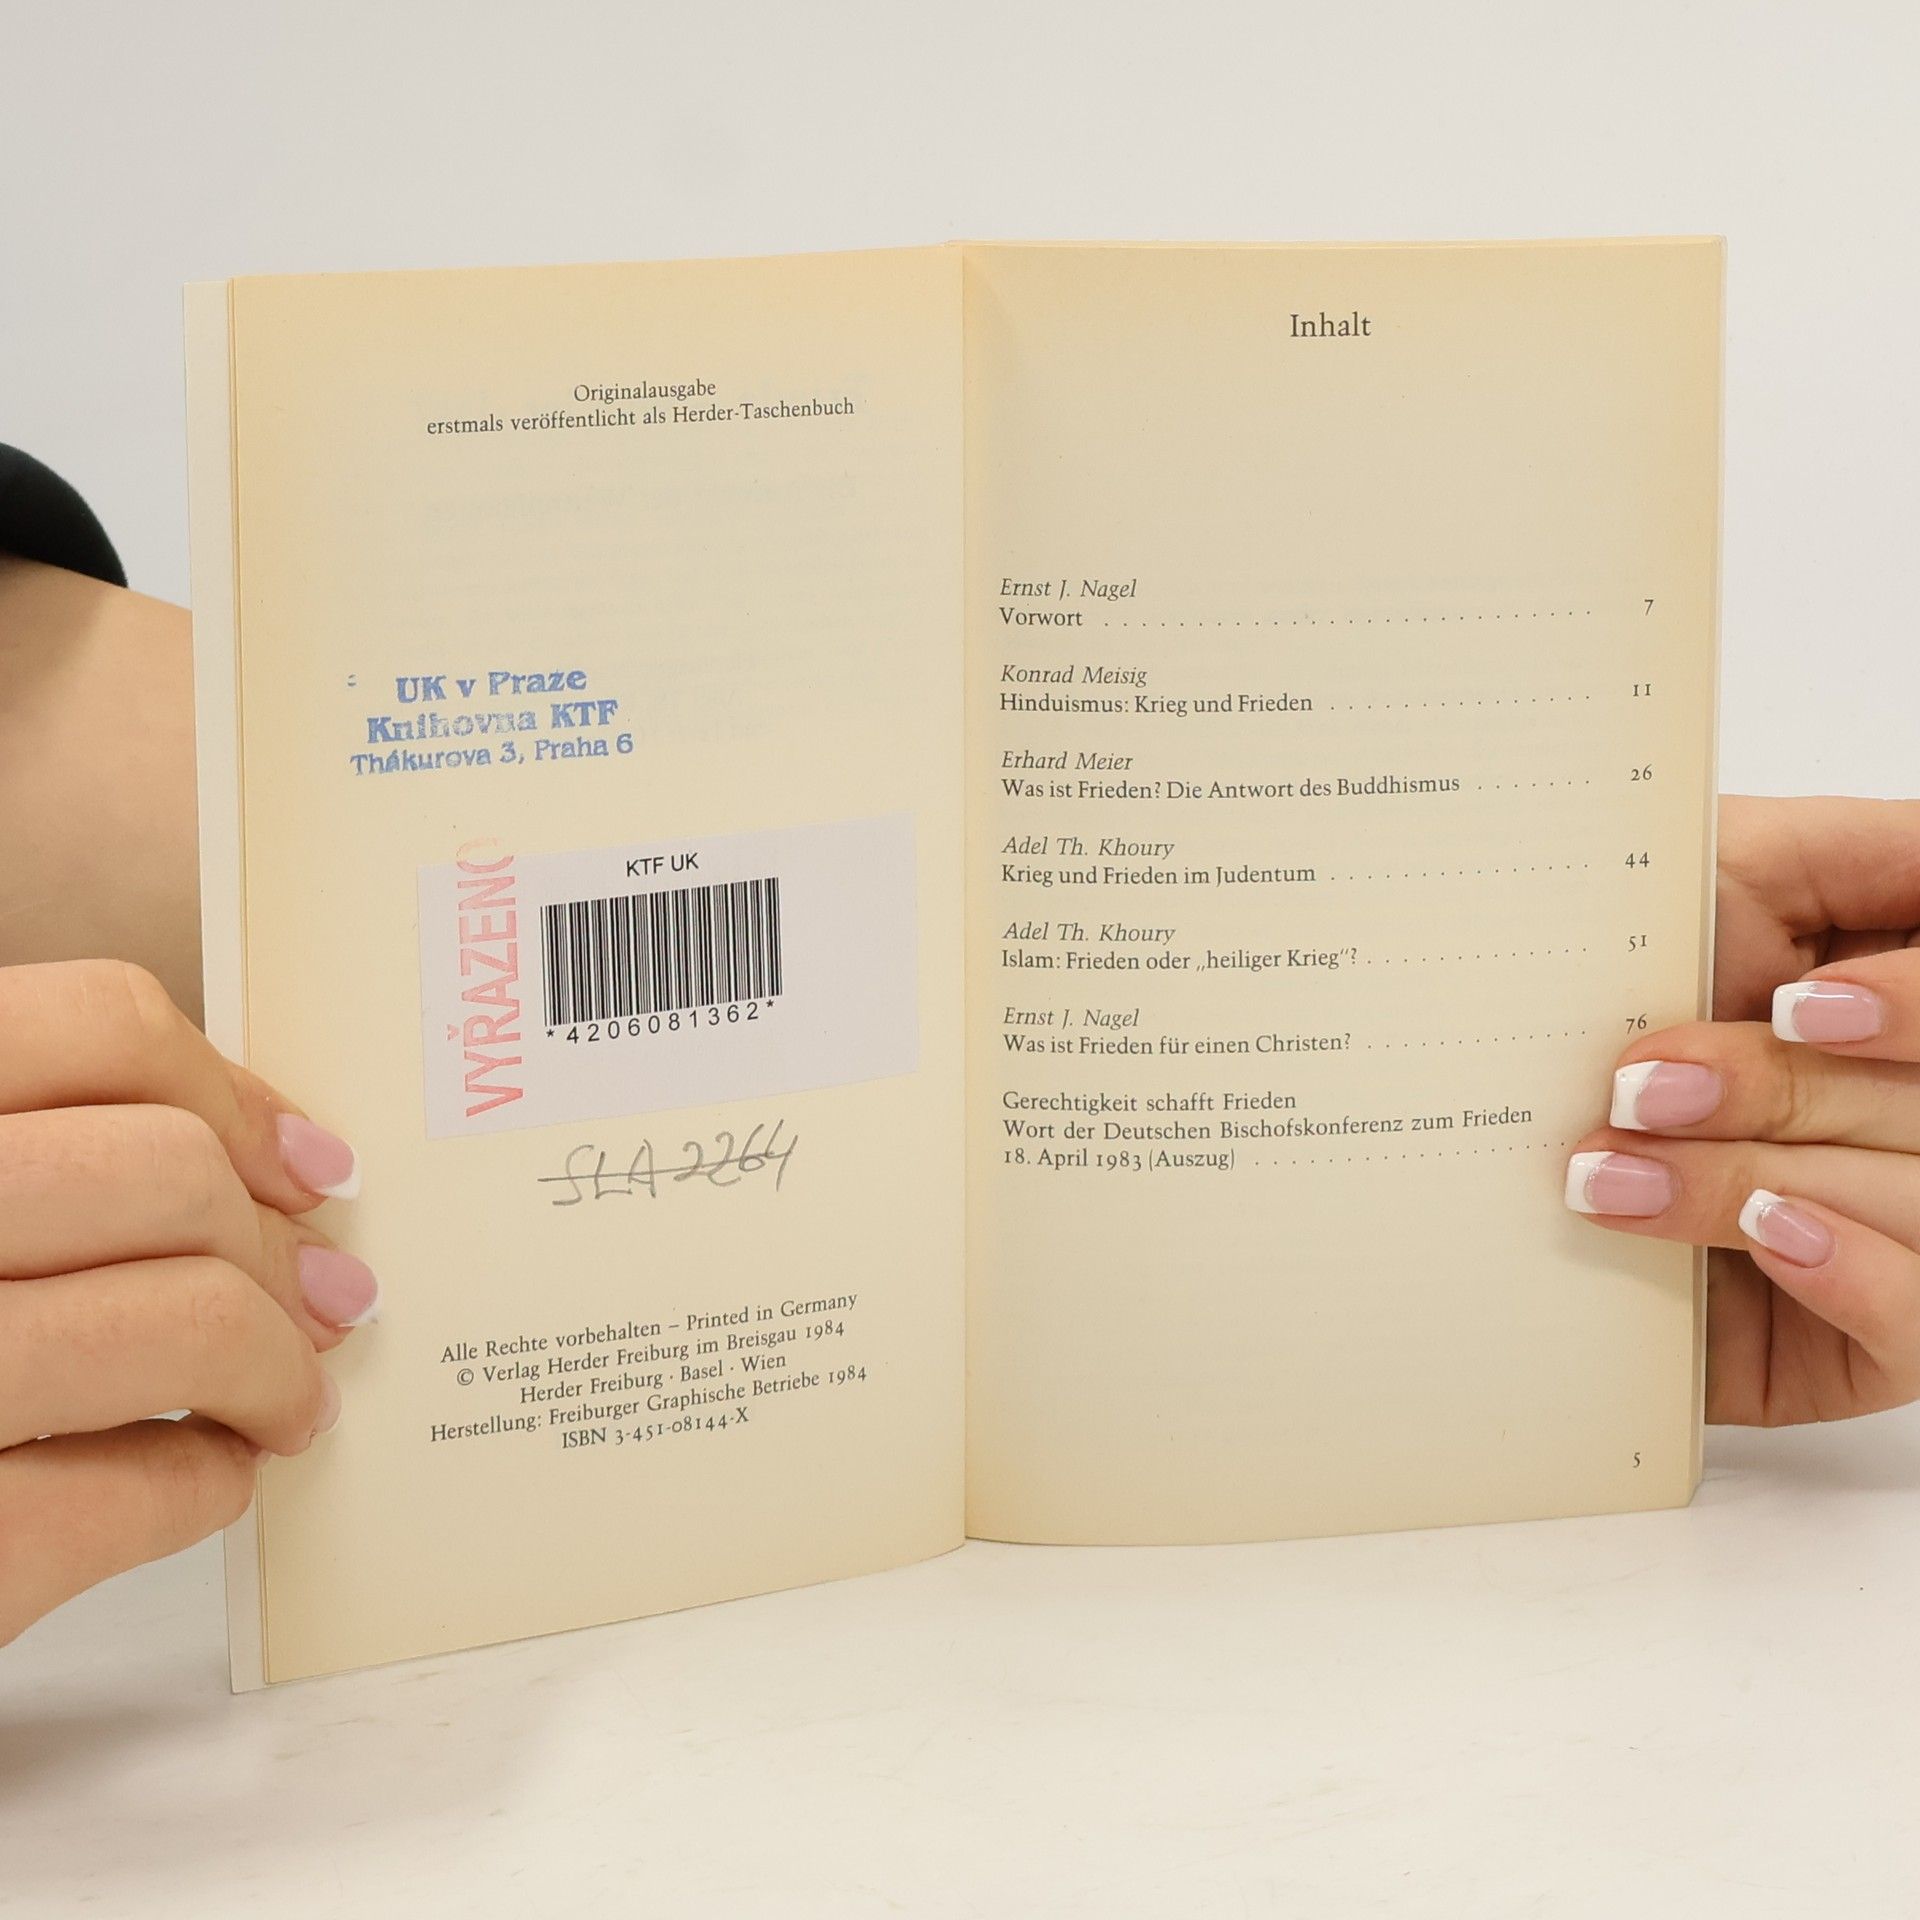 Originalausgabe
erstmals veröffentlicht als Herder-Taschenbuch
UK v Praze
Knihovna KTF
Thákurova 3, Praha 6
VYŘAZENO
KTF UK
*4206081362*
SLA 2264
Alle Rechte vorbehalten – Printed in Germany
© Verlag Herder Freiburg im Breisgau 1984
Herder Freiburg · Basel · Wien
Herstellung: Freiburger Graphische Betriebe 1984
ISBN 3-451-08144-X
Inhalt
Ernst J. Nagel
Vorwort . . . . . . . . . . . . . . . . . . . . . . . . . . . 7
Konrad Meisig
Hinduismus: Krieg und Frieden . . . . . . . . . . . . . . . 11
Erhard Meier
Was ist Frieden? Die Antwort des Buddhismus . . . . . . . 26
Adel Th. Khoury
Krieg und Frieden im Judentum . . . . . . . . . . . . . . . 44
Adel Th. Khoury
Islam: Frieden oder „heiliger Krieg“? . . . . . . . . . . . . . 51
Ernst J. Nagel
Was ist Frieden für einen Christen? . . . . . . . . . . . . . 76
Gerechtigkeit schafft Frieden
Wort der Deutschen Bischofskonferenz zum Frieden
18. April 1983 (Auszug) . . . . . . . . . . . . . . . . . .
5